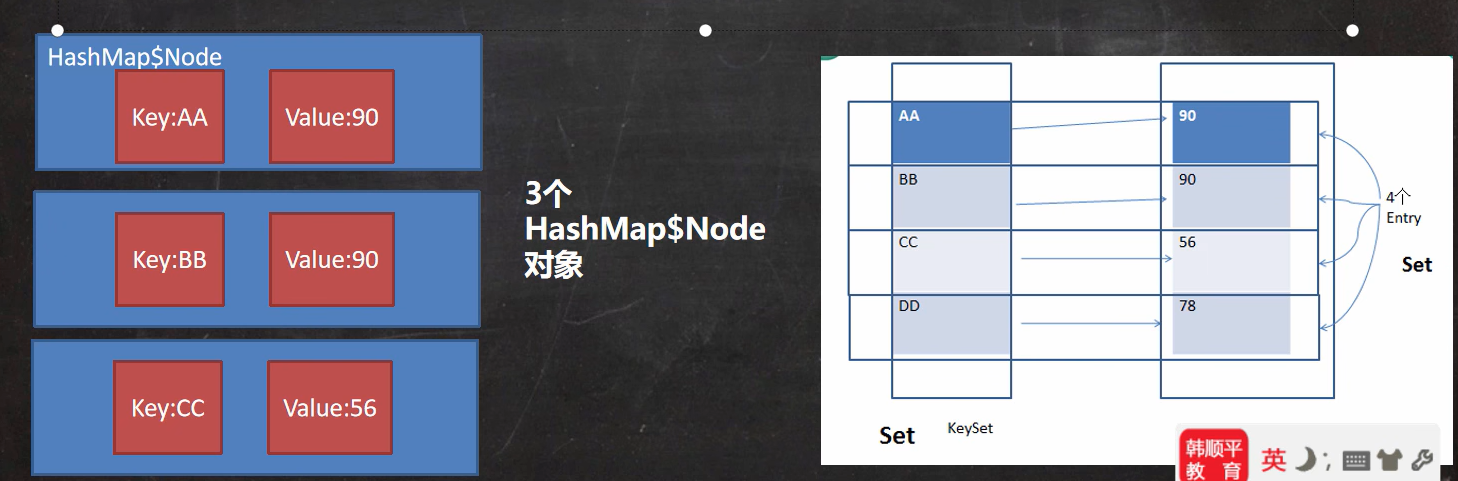 HashMap$Node
Key:AA
Value:90
Key:BB
Value:90
Key:CC
Value:56
3个
HashMap$Node
对象
AA
90
BB
90
CC
56
DD
78
4个
Entry
Set
Set
KeySet
韩顺平
教 育
英